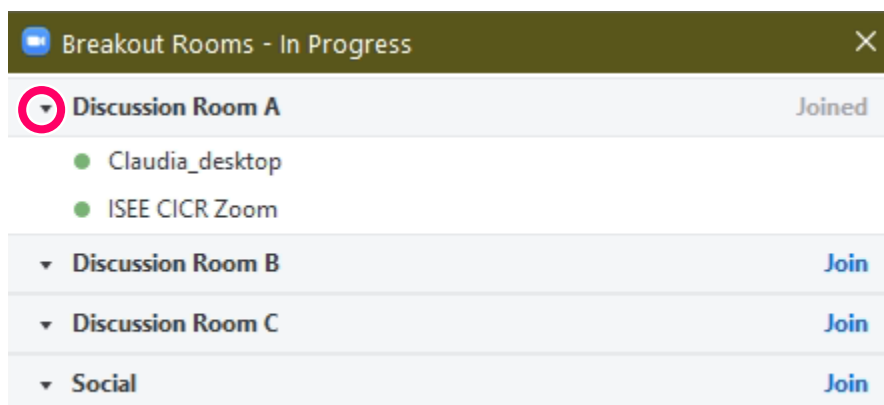 Breakout Rooms - In Progress
Discussion Room A Joined
Claudia_desktop
ISEE CICR Zoom
Discussion Room B Join
Discussion Room C Join
Social Join